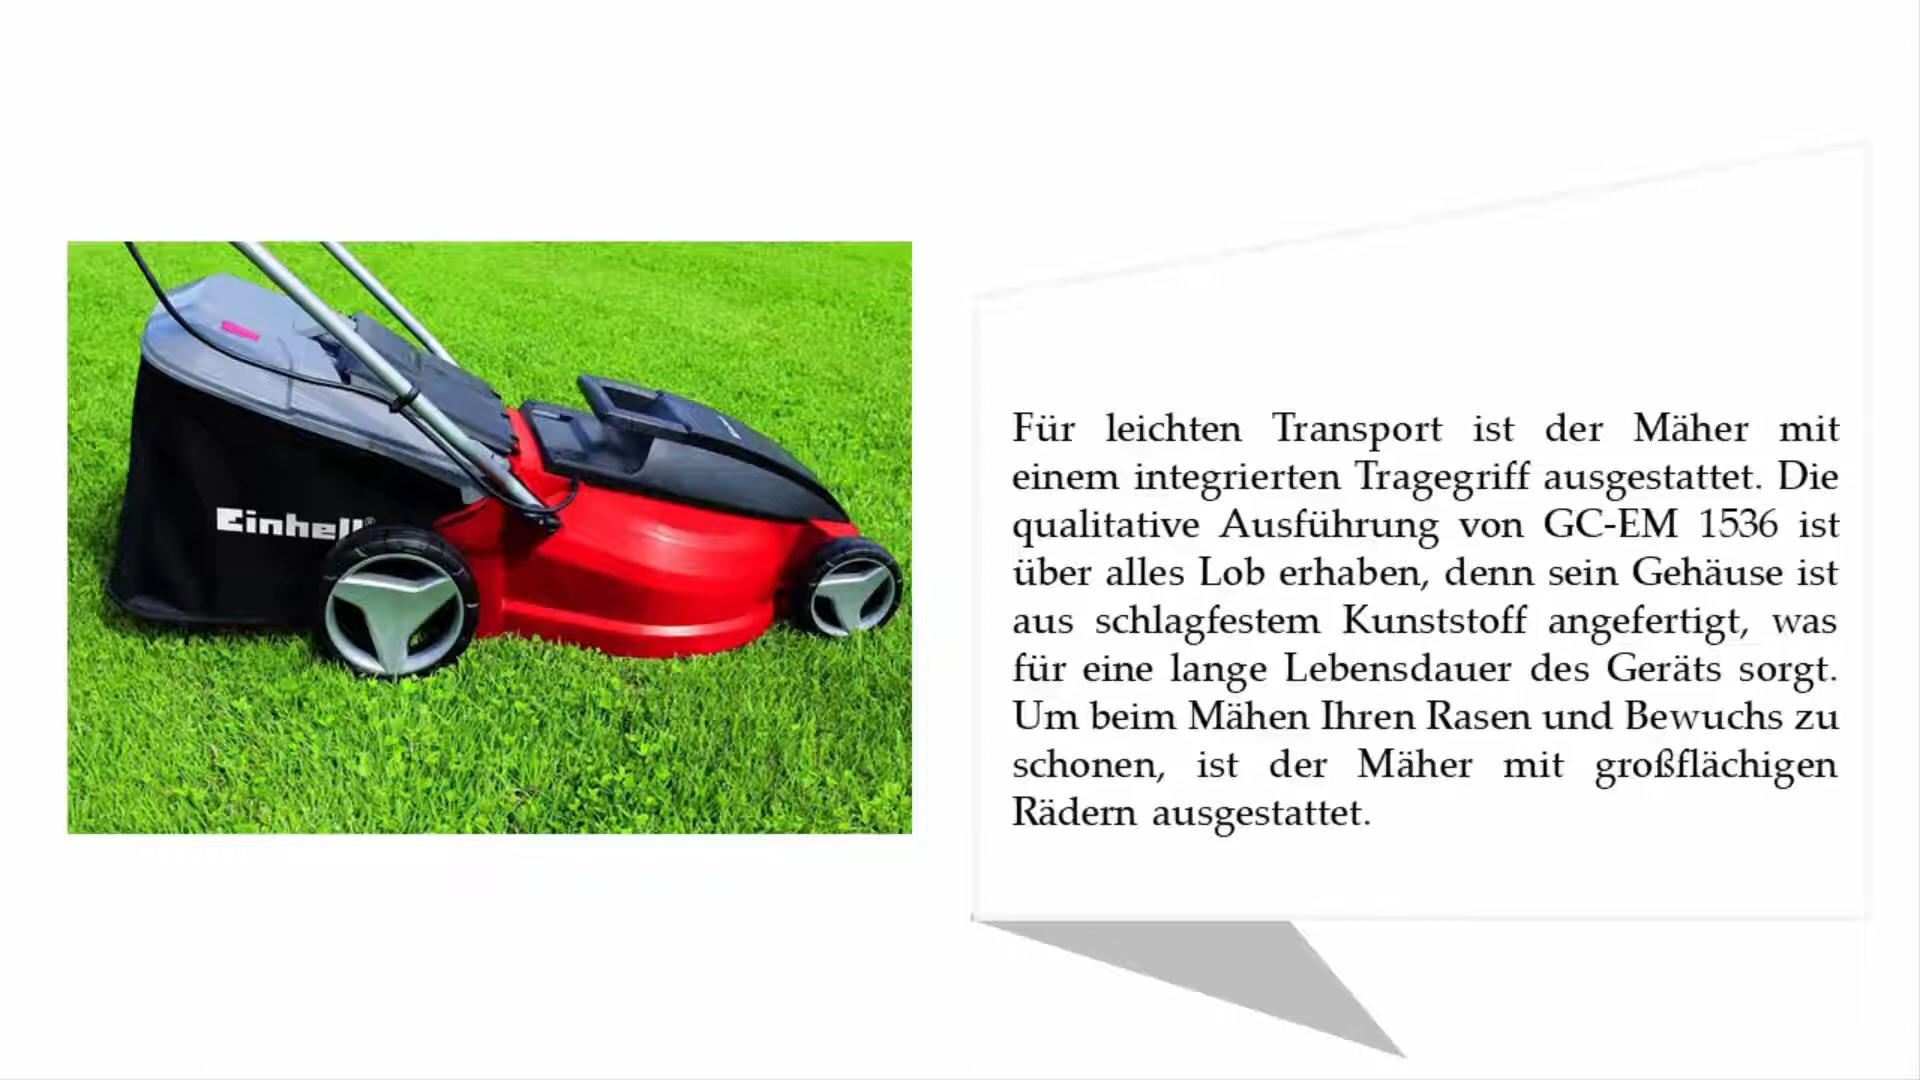 Einhell®
Für leichten Transport ist der Mäher mit
einem integrierten Tragegriff ausgestattet. Die
qualitative Ausführung von GC-EM 1536 ist
über alles Lob erhaben, denn sein Gehäuse ist
aus schlagfestem Kunststoff angefertigt, was
für eine lange Lebensdauer des Geräts sorgt.
Um beim Mähen Ihren Rasen und Bewuchs zu
schonen, ist der Mäher mit großflächigen
Rädern ausgestattet.